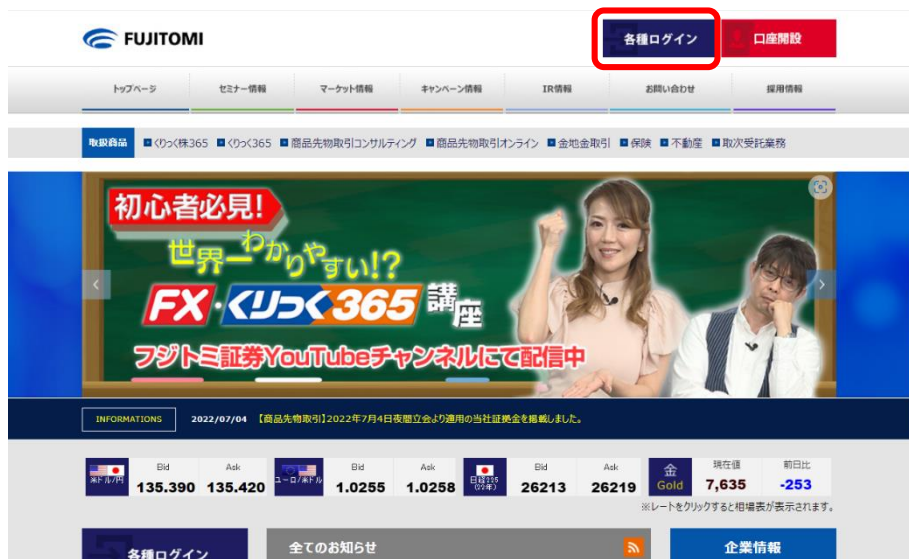 FUJITOMI
各種ログイン
口座開設
トップページ
セミナー情報
マーケット情報
キャンペーン情報
IR情報
お問い合わせ
採用情報
取扱商品
くりっく株365
くりっく365
商品先物取引コンサルティング
商品先物取引オンライン
金地金取引
保険
不動産
取次受託業務
初心者必見!
世界一わかりやすい!?
FX・くりっく365講座
フジトミ証券YouTubeチャンネルにて配信中
INFORMATIONS
2022/07/04 【商品先物取引】2022年7月4日夜間立会より適用の当社証拠金を掲載しました。
米ドル/円
Bid Ask
135.390 135.420
ユーロ/米ドル
Bid Ask
1.0255 1.0258
日経225
(22年)
Bid Ask
26213 26219
金
Gold
現在値 前日比
7,635 -253
※レートをクリックすると相場表が表示されます。
各種ログイン
全てのお知らせ
企業情報